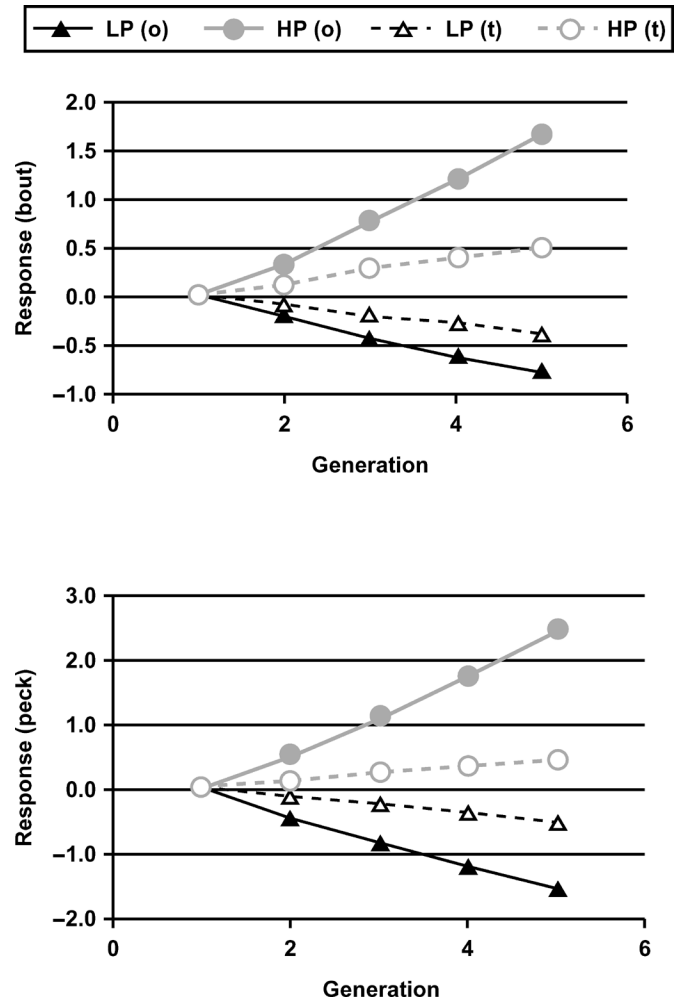 LP (o) HP (o) LP (t) HP (t)
2.0
1.5
1.0
0.5
0.0
–0.5
–1.0
Response (bout)
0 2 4 6
Generation
3.0
2.0
1.0
0.0
–1.0
–2.0
Response (peck)
0 2 4 6
Generation